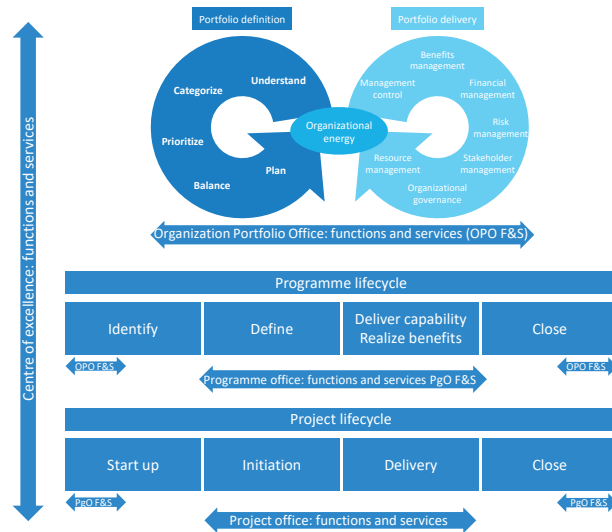 Portfolio definition
Portfolio delivery
Understand
Categorize
Prioritize
Balance
Plan
Organizational
energy
Benefits
management
Management
control
Financial
management
Risk
management
Resource
management
Stakeholder
management
Organizational
governance
Organization Portfolio Office: functions and services (OPO F&S)
Centre of excellence: functions and services
Programme lifecycle
Identify
Define
Deliver capability
Realize benefits
Close
OPO F&S
Programme office: functions and services PgO F&S
OPO F&S
Project lifecycle
Start up
Initiation
Delivery
Close
PgO F&S
Project office: functions and services
PgO F&S